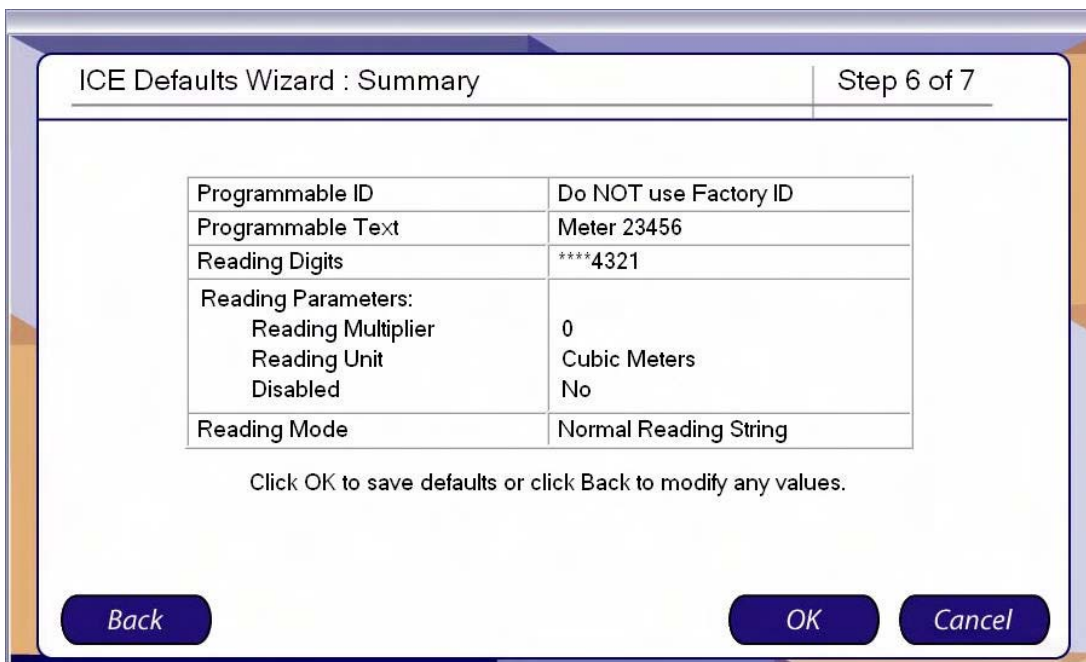 ICE Defaults Wizard : Summary
Step 6 of 7
Programmable ID Do NOT use Factory ID
Programmable Text Meter 23456
Reading Digits ****4321
Reading Parameters:
Reading Multiplier 0
Reading Unit Cubic Meters
Disabled No
Reading Mode Normal Reading String
Click OK to save defaults or click Back to modify any values.
Back OK Cancel